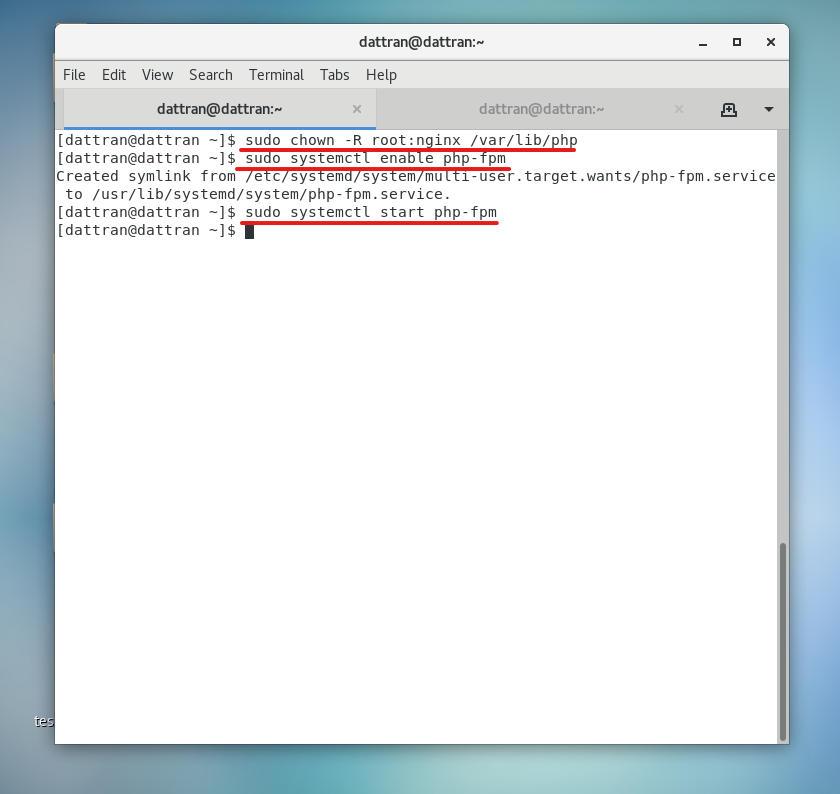 dattran@dattran:~
File Edit View Search Terminal Tabs Help
dattran@dattran:~ × dattran@dattran:~ ×
[dattran@dattran ~]$ sudo chown -R root:nginx /var/lib/php
[dattran@dattran ~]$ sudo systemctl enable php-fpm
Created symlink from /etc/systemd/system/multi-user.target.wants/php-fpm.service
 to /usr/lib/systemd/system/php-fpm.service.
[dattran@dattran ~]$ sudo systemctl start php-fpm
[dattran@dattran ~]$
tes